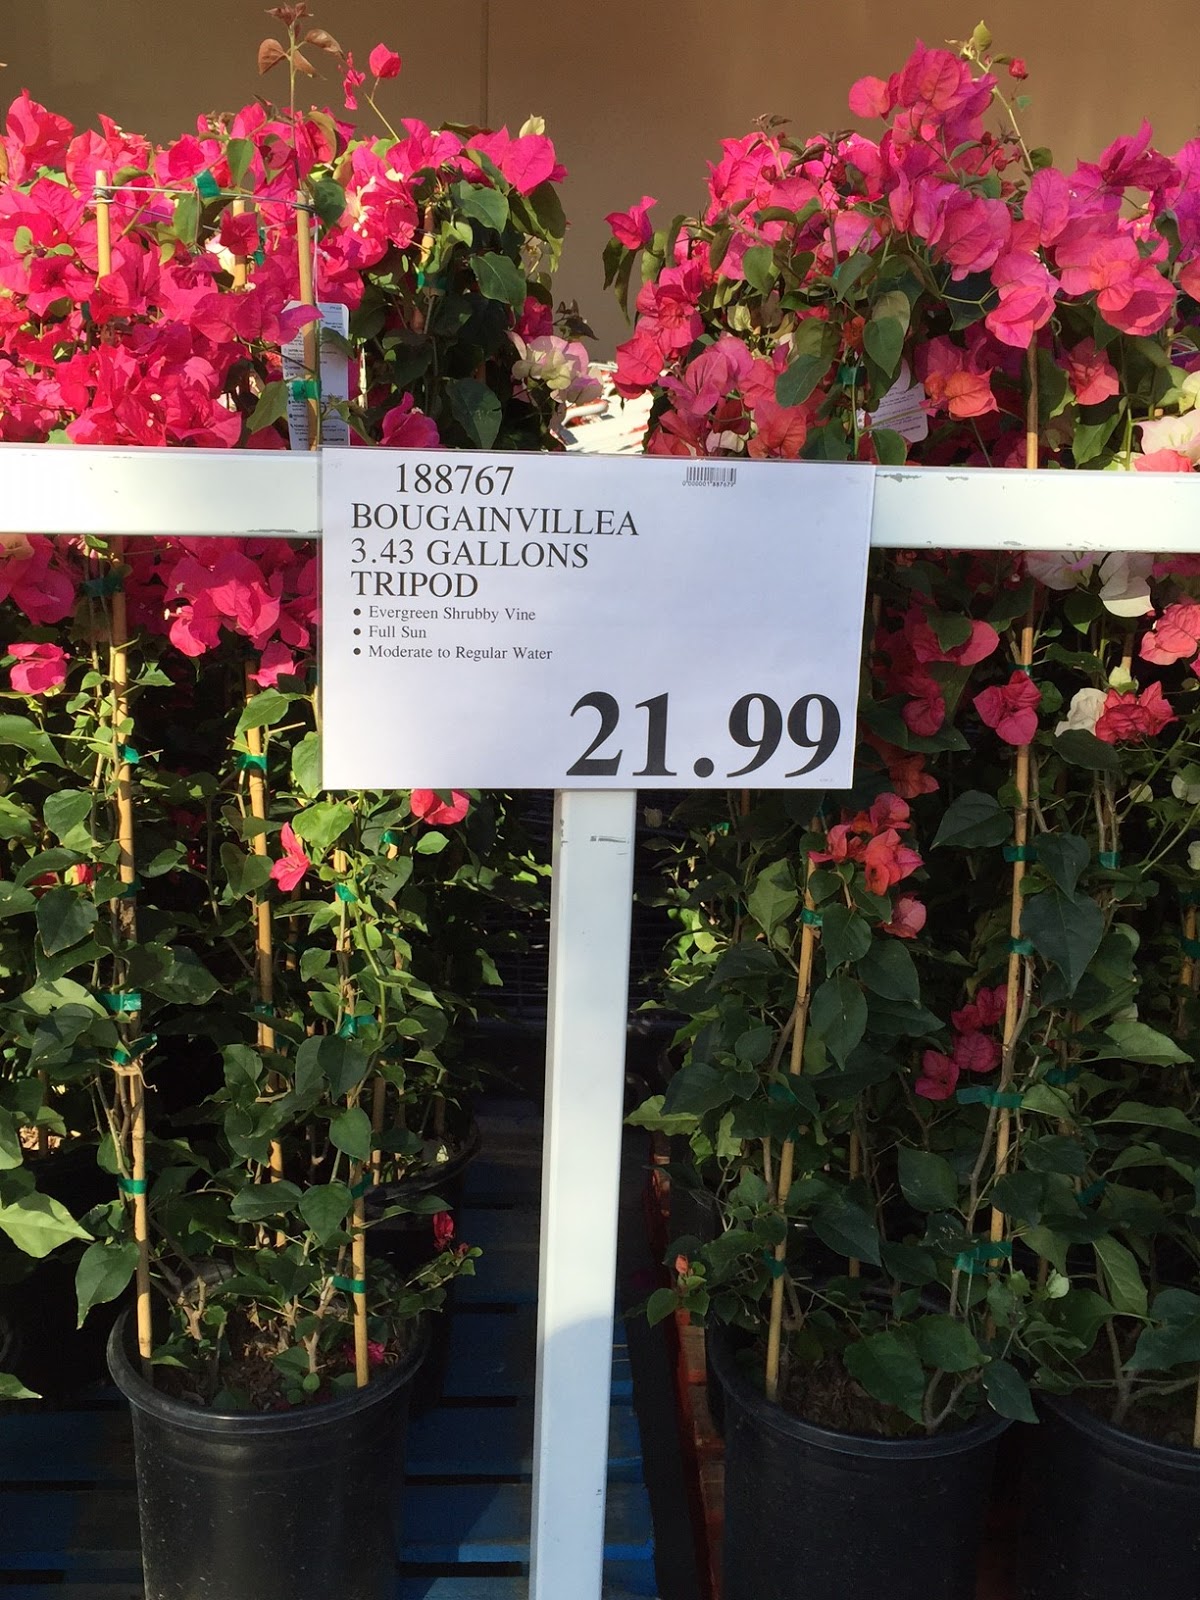 188767
BOUGAINVILLEA
3.43 GALLONS
TRIPOD
• Evergreen Shrubby Vine
• Full Sun
• Moderate to Regular Water
21.99